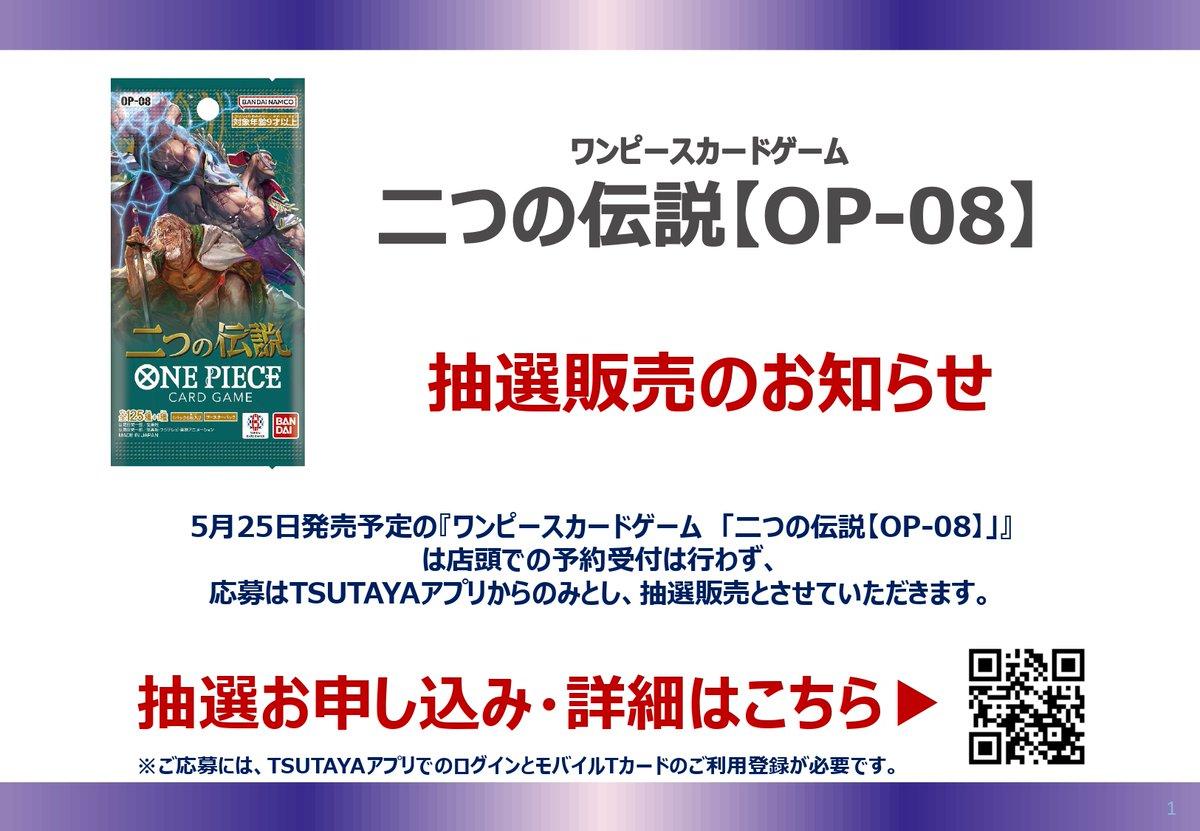 OP-08
BANDAI NAMCO
対象年齢9才以上
二つの伝説
ONE PIECE
CARD GAME
BANDAI
MADE IN JAPAN
ワンピースカードゲーム
二つの伝説【OP-08】
抽選販売のお知らせ
5月25日発売予定の『ワンピースカードゲーム 「二つの伝説【OP-08】」』
は店頭での予約受付は行わず、
応募はTSUTAYAアプリからのみとし、抽選販売とさせていただきます。
抽選お申し込み・詳細はこちら▶
※ご応募には、TSUTAYAアプリでのログインとモバイルTカードのご利用登録が必要です。
1